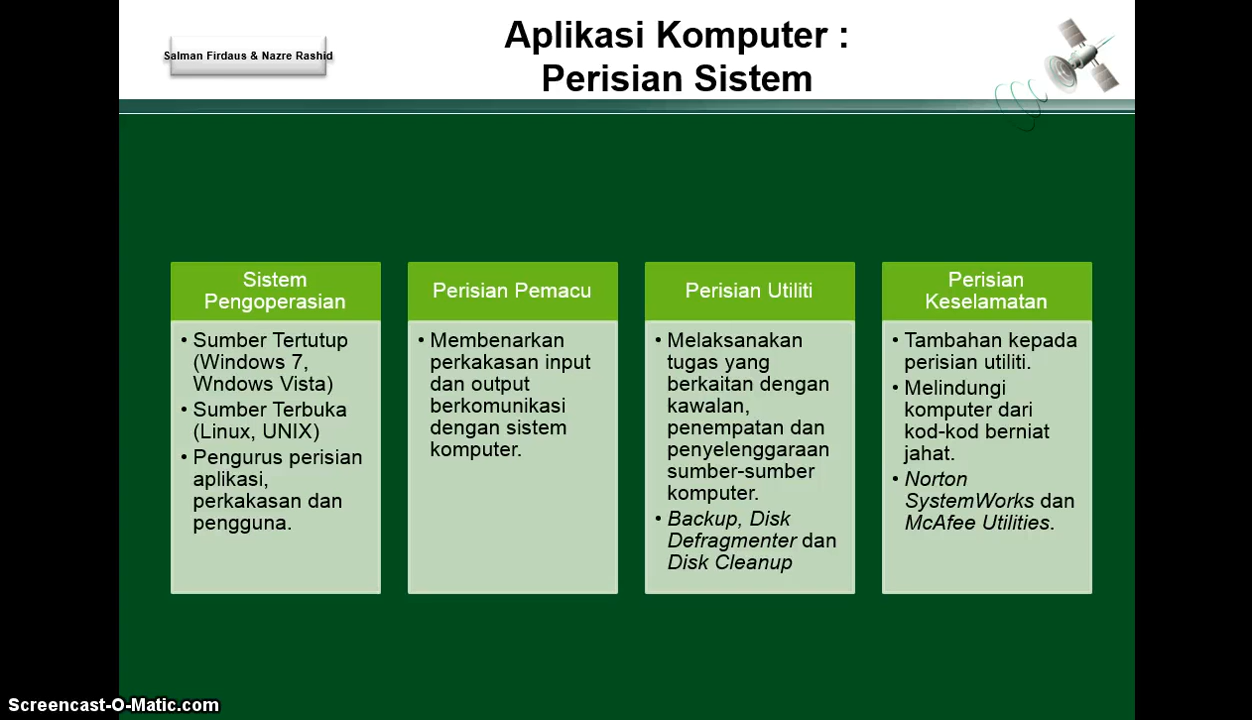 Salman Firdaus & Nazre Rashid
Aplikasi Komputer :
Perisian Sistem
Sistem
Pengoperasian
• Sumber Tertutup
(Windows 7,
Wndows Vista)
• Sumber Terbuka
(Linux, UNIX)
• Pengurus perisian
aplikasi,
perkakasan dan
pengguna.
Perisian Pemacu
• Membenarkan
perkakasan input
dan output
berkomunikasi
dengan sistem
komputer.
Perisian Utiliti
• Melaksanakan
tugas yang
berkaitan dengan
kawalan,
penempatan dan
penyelenggaraan
sumber-sumber
komputer.
• Backup, Disk
Defragmenter dan
Disk Cleanup
Perisian
Keselamatan
• Tambahan kepada
perisian utiliti.
• Melindungi
komputer dari
kod-kod berniat
jahat.
• Norton
SystemWorks dan
McAfee Utilities.
Screencast-O-Matic.com